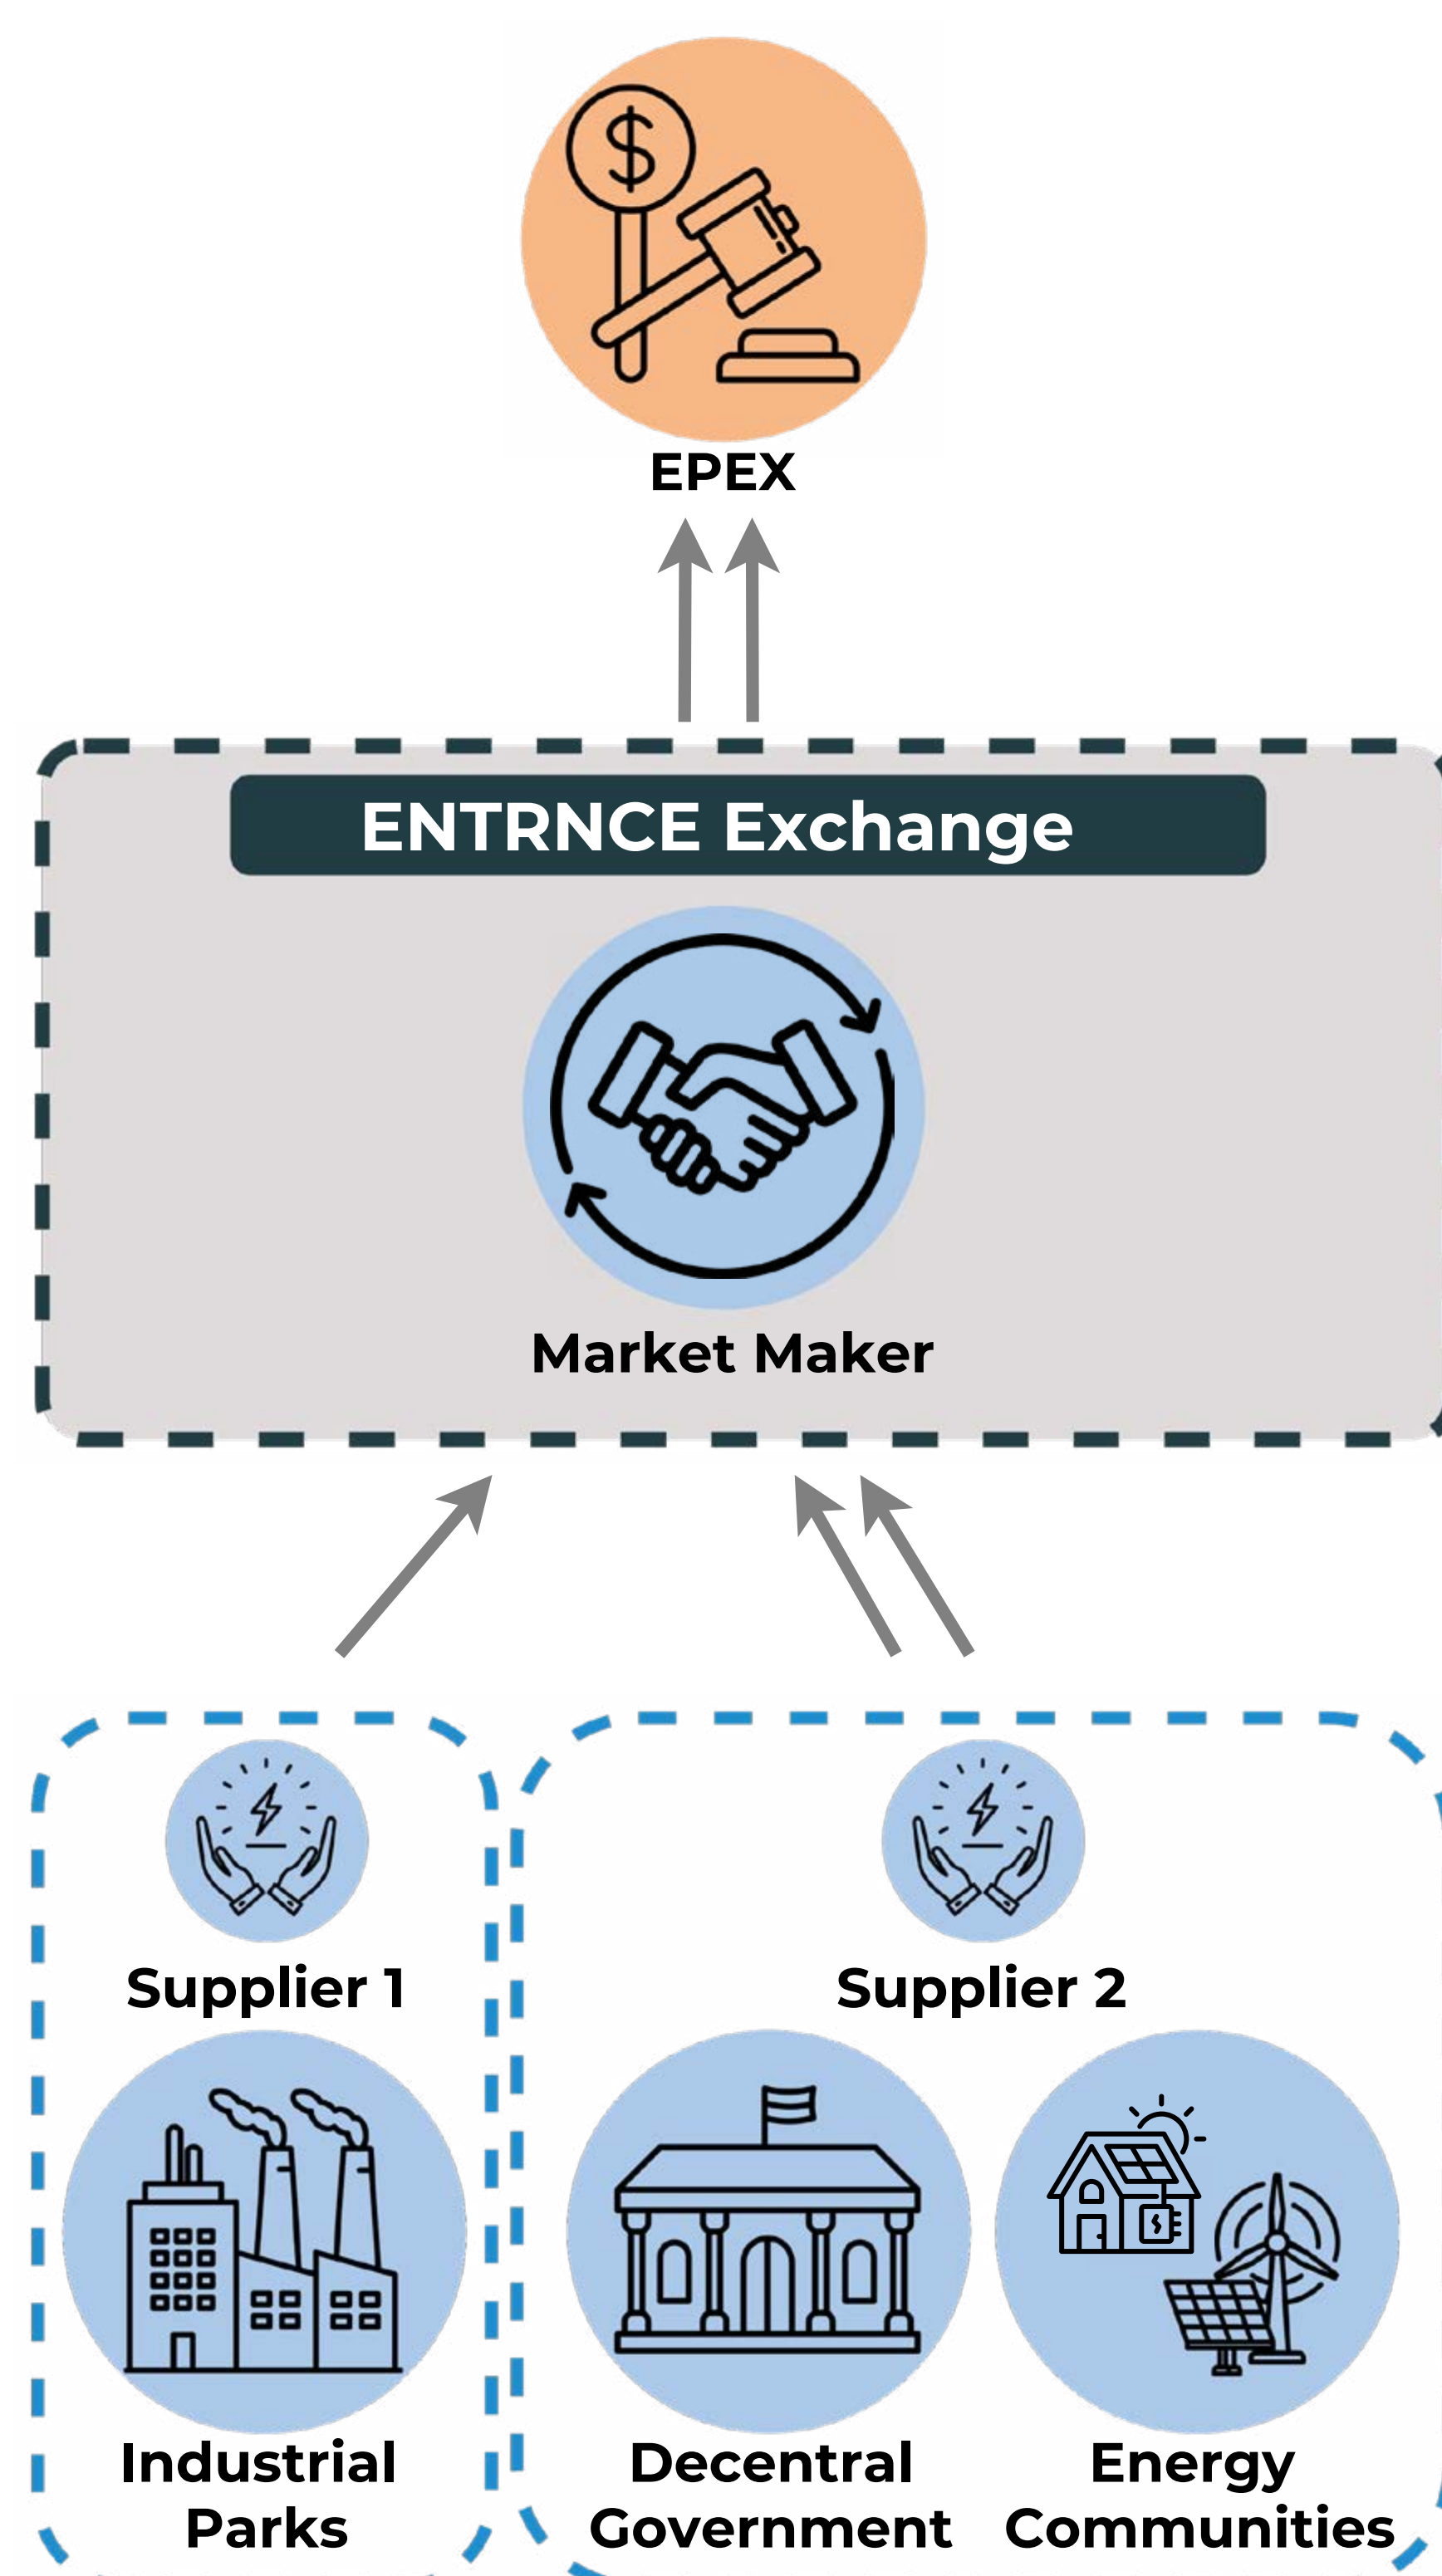 $
EPEX
ENTRNCE Exchange
Market Maker
Supplier 1
Supplier 2
Industrial
Parks
Decentral
Government
Energy
Communities